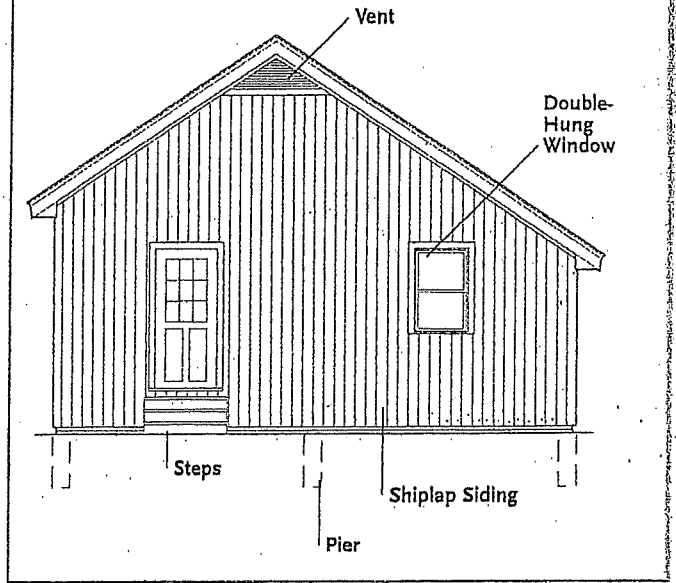 Vent
Double-
Hung
Window
Steps
Shiplap Siding
Pier